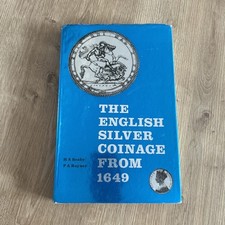 THE
ENGLISH
SILVER
COINAGE
FROM
1649